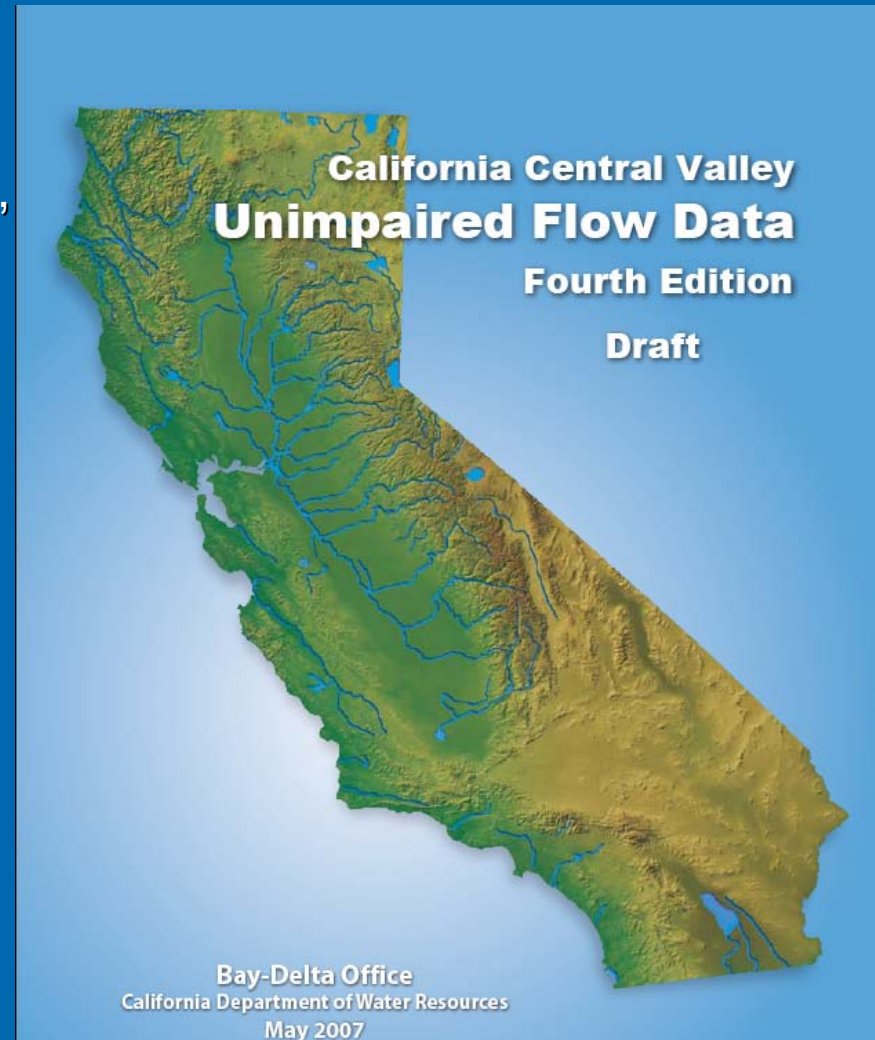 ,
California Central Valley
Unimpaired Flow Data
Fourth Edition
Draft
Bay-Delta Office
California Department of Water Resources
May 2007